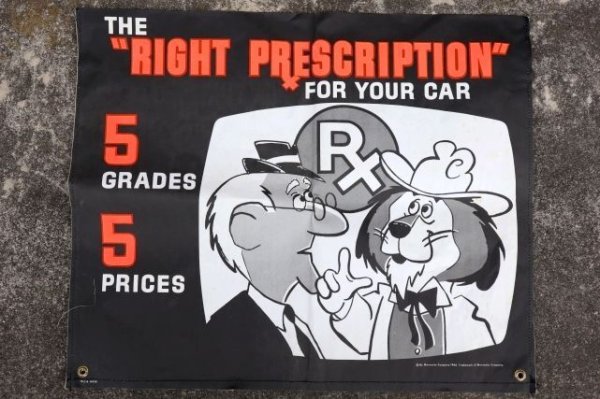 THE
"RIGHT PRESCRIPTION"
FOR YOUR CAR
5
GRADES
5
PRICES
Rx